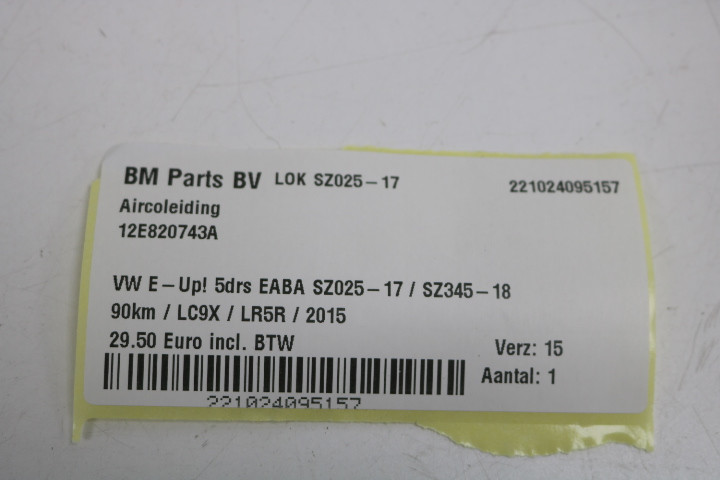 BM Parts BV LOK SZ025-17 221024095157
Aircoleiding
12E820743A
VW E-Up! 5drs EABA SZ025-17 / SZ345-18
90km / LC9X / LR5R / 2015
29.50 Euro incl. BTW Verz: 15
Aantal: 1
221024095157